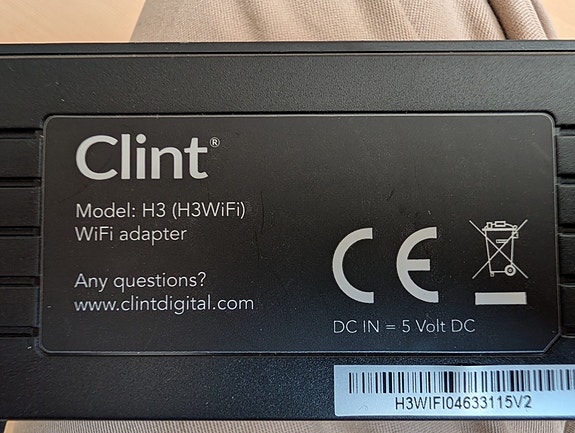 Clint®
Model: H3 (H3WiFi)
WiFi adapter
Any questions?
www.clintdigital.com
CE
DC IN = 5 Volt DC
H3WIFI04633115V2